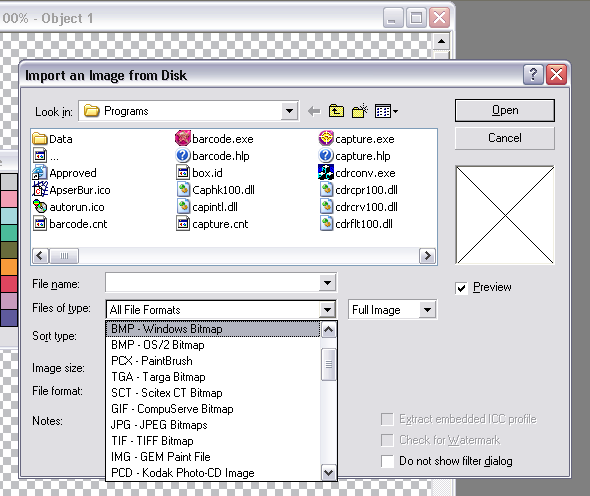 00% - Object 1
Import an Image from Disk
Look in: Programs
Open
Cancel
Data
...
Approved
ApserBur.ico
autorun.ico
barcode.cnt
barcode.exe
barcode.hlp
box.id
Caphk100.dll
capintl.dll
capture.cnt
capture.exe
capture.hlp
cdrconv.exe
cdrcpr100.dll
cdrcrv100.dll
cdrflt100.dll
Preview
File name:
Files of type: All File Formats Full Image
Sort type:
Image size:
File format:
Notes:
BMP - Windows Bitmap
BMP - OS/2 Bitmap
PCX - PaintBrush
TGA - Targa Bitmap
SCT - Scitex CT Bitmap
GIF - CompuServe Bitmap
JPG - JPEG Bitmaps
TIF - TIFF Bitmap
IMG - GEM Paint File
PCD - Kodak Photo-CD Image
Extract embedded ICC profile
Check for Watermark
Do not show filter dialog